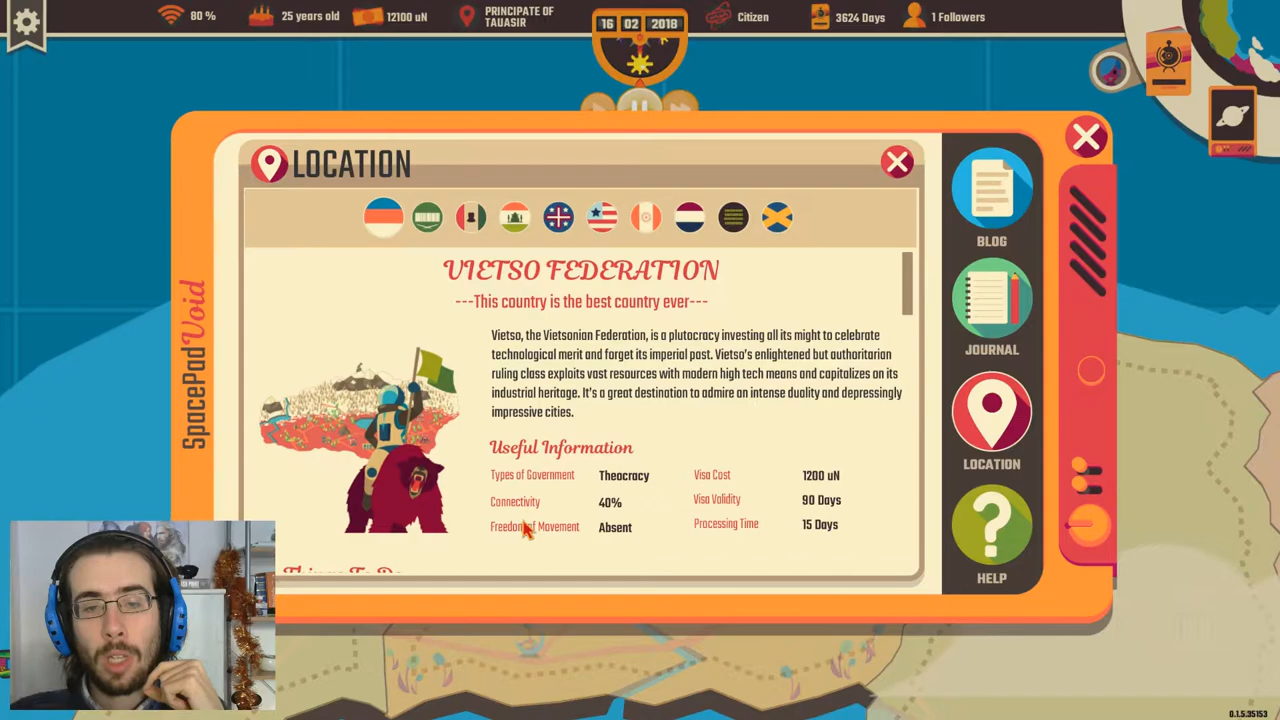 80 %
25 years old
12100 uN
PRINCIPATE OF
TAUASIR
16 02 2018
Citizen
3624 Days
1 Followers
LOCATION
VIETSO FEDERATION
---This country is the best country ever---
Vietso, the Vietsonian Federation, is a plutocracy investing all its might to celebrate
technological merit and forget its imperial past. Vietso's enlightened but authoritarian
ruling class exploits vast resources with modern high tech means and capitalizes on its
industrial heritage. It's a great destination to admire an intense duality and depressingly
impressive cities.
Useful Information
Types of Government Theocracy
Connectivity 40%
Freedom of Movement Absent
Visa Cost 1200 uN
Visa Validity 90 Days
Processing Time 15 Days
Things To Do
SpacePad Void
BLOG
JOURNAL
LOCATION
HELP
0.1.5.35153